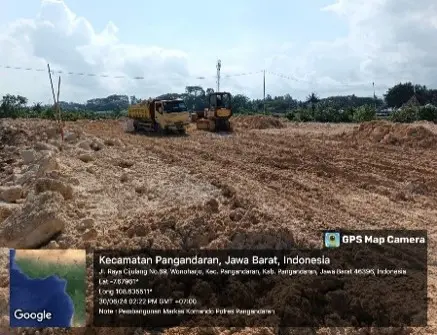 GPS Map Camera
Kecamatan Pangandaran, Jawa Barat, Indonesia
Jl. Raya Cijulang No.59, Wonoharjo, Kec. Pangandaran, Kab. Pangandaran, Jawa Barat 46396, Indonesia
Lat -7.67961°
Long 108.635511°
30/06/24 02:22 PM GMT +07:00
Note : Pembangunan Markas Komando Polres Pangandaran
Google